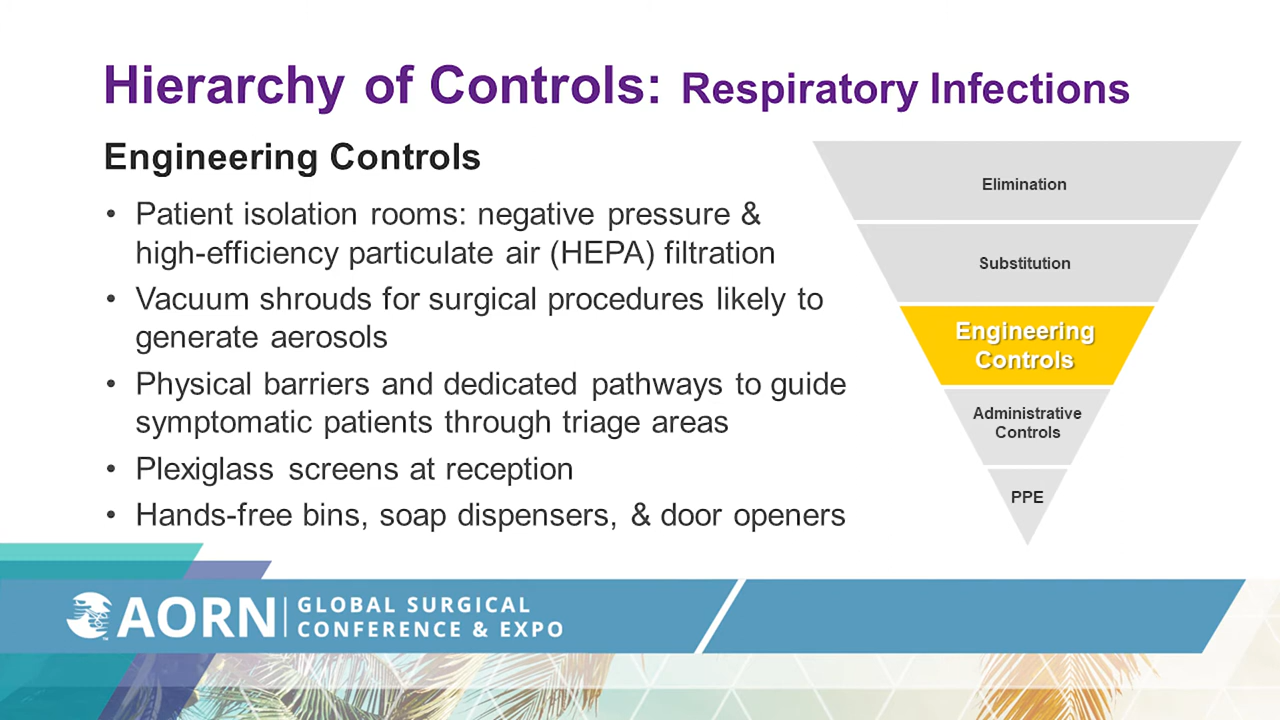 Hierarchy of Controls: Respiratory Infections
Engineering Controls
• Patient isolation rooms: negative pressure &
high-efficiency particulate air (HEPA) filtration
• Vacuum shrouds for surgical procedures likely to
generate aerosols
• Physical barriers and dedicated pathways to guide
symptomatic patients through triage areas
• Plexiglass screens at reception
• Hands-free bins, soap dispensers, & door openers
Elimination
Substitution
Engineering
Controls
Administrative
Controls
PPE
AORN
GLOBAL SURGICAL
CONFERENCE & EXPO